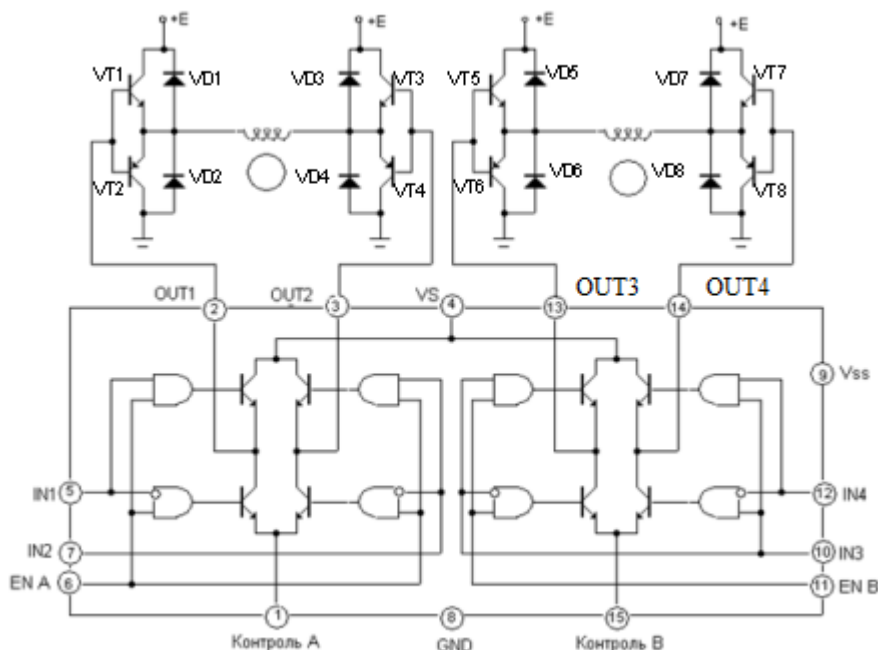 +E +E +E +E
VT1 VD1 VD3 VT3 VT5 VD5 VD7 VT7
VT2 VD2 VD4 VT4 VT6 VD6 VD8 VT8
OUT1 OUT2 VS OUT3 OUT4
2 3 4 13 14
9 Vss
IN1 5 12 IN4
IN2 7 10 IN3
EN A 6 11 EN B
1 8 15
Контроль A GND Контроль B